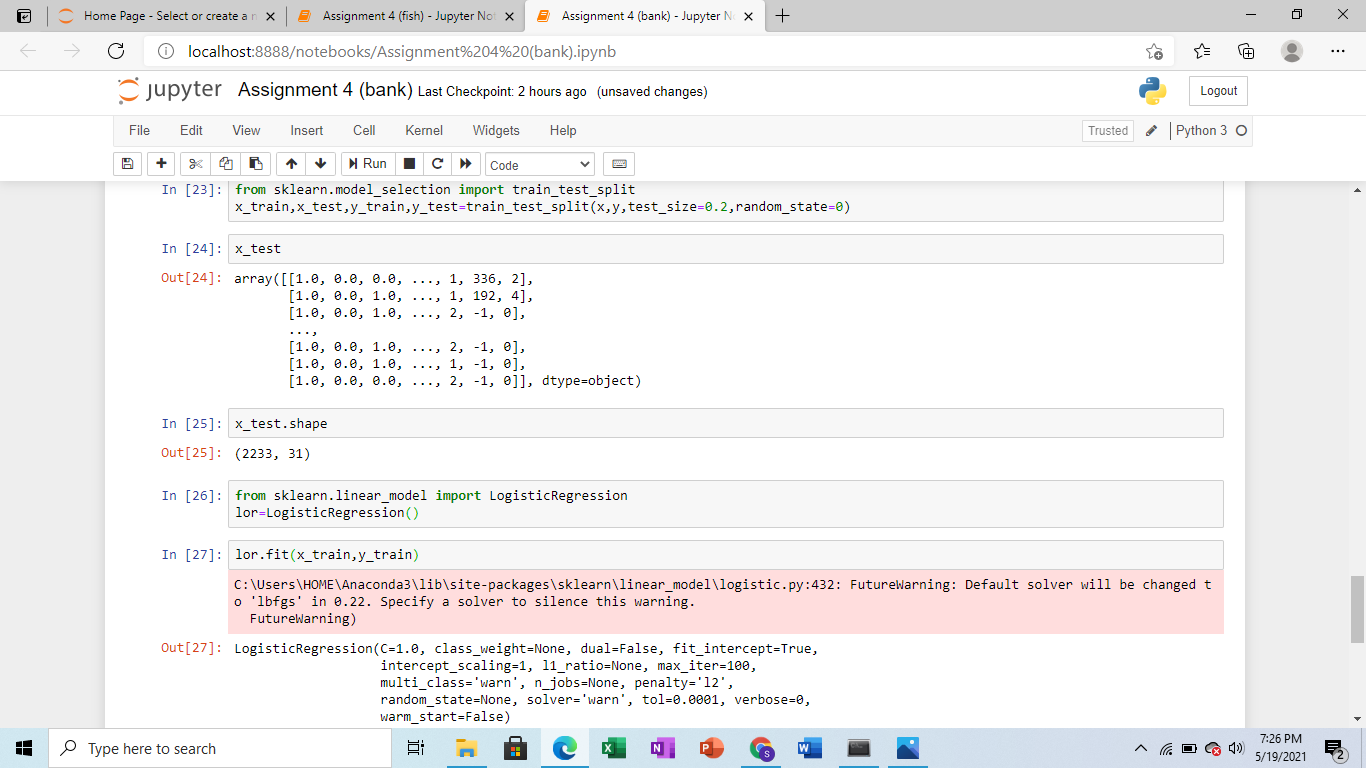 Home Page - Select or create a n
Assignment 4 (fish) - Jupyter Not
Assignment 4 (bank) - Jupyter N
localhost:8888/notebooks/Assignment%204%20(bank).ipynb
jupyter Assignment 4 (bank) Last Checkpoint: 2 hours ago (unsaved changes)
Logout
File Edit View Insert Cell Kernel Widgets Help
Trusted Python 3
Run Code
In [23]: from sklearn.model_selection import train_test_split
x_train,x_test,y_train,y_test=train_test_split(x,y,test_size=0.2,random_state=0)
In [24]: x_test
Out[24]: array([[1.0, 0.0, 0.0, ..., 1, 336, 2],
[1.0, 0.0, 1.0, ..., 1, 192, 4],
[1.0, 0.0, 1.0, ..., 2, -1, 0],
...,
[1.0, 0.0, 1.0, ..., 2, -1, 0],
[1.0, 0.0, 1.0, ..., 1, -1, 0],
[1.0, 0.0, 0.0, ..., 2, -1, 0]], dtype=object)
In [25]: x_test.shape
Out[25]: (2233, 31)
In [26]: from sklearn.linear_model import LogisticRegression
lor=LogisticRegression()
In [27]: lor.fit(x_train,y_train)
C:\Users\HOME\Anaconda3\lib\site-packages\sklearn\linear_model\logistic.py:432: FutureWarning: Default solver will be changed t
o 'lbfgs' in 0.22. Specify a solver to silence this warning.
FutureWarning)
Out[27]: LogisticRegression(C=1.0, class_weight=None, dual=False, fit_intercept=True,
intercept_scaling=1, l1_ratio=None, max_iter=100,
multi_class='warn', n_jobs=None, penalty='l2',
random_state=None, solver='warn', tol=0.0001, verbose=0,
warm_start=False)
Type here to search
7:26 PM
5/19/2021
2